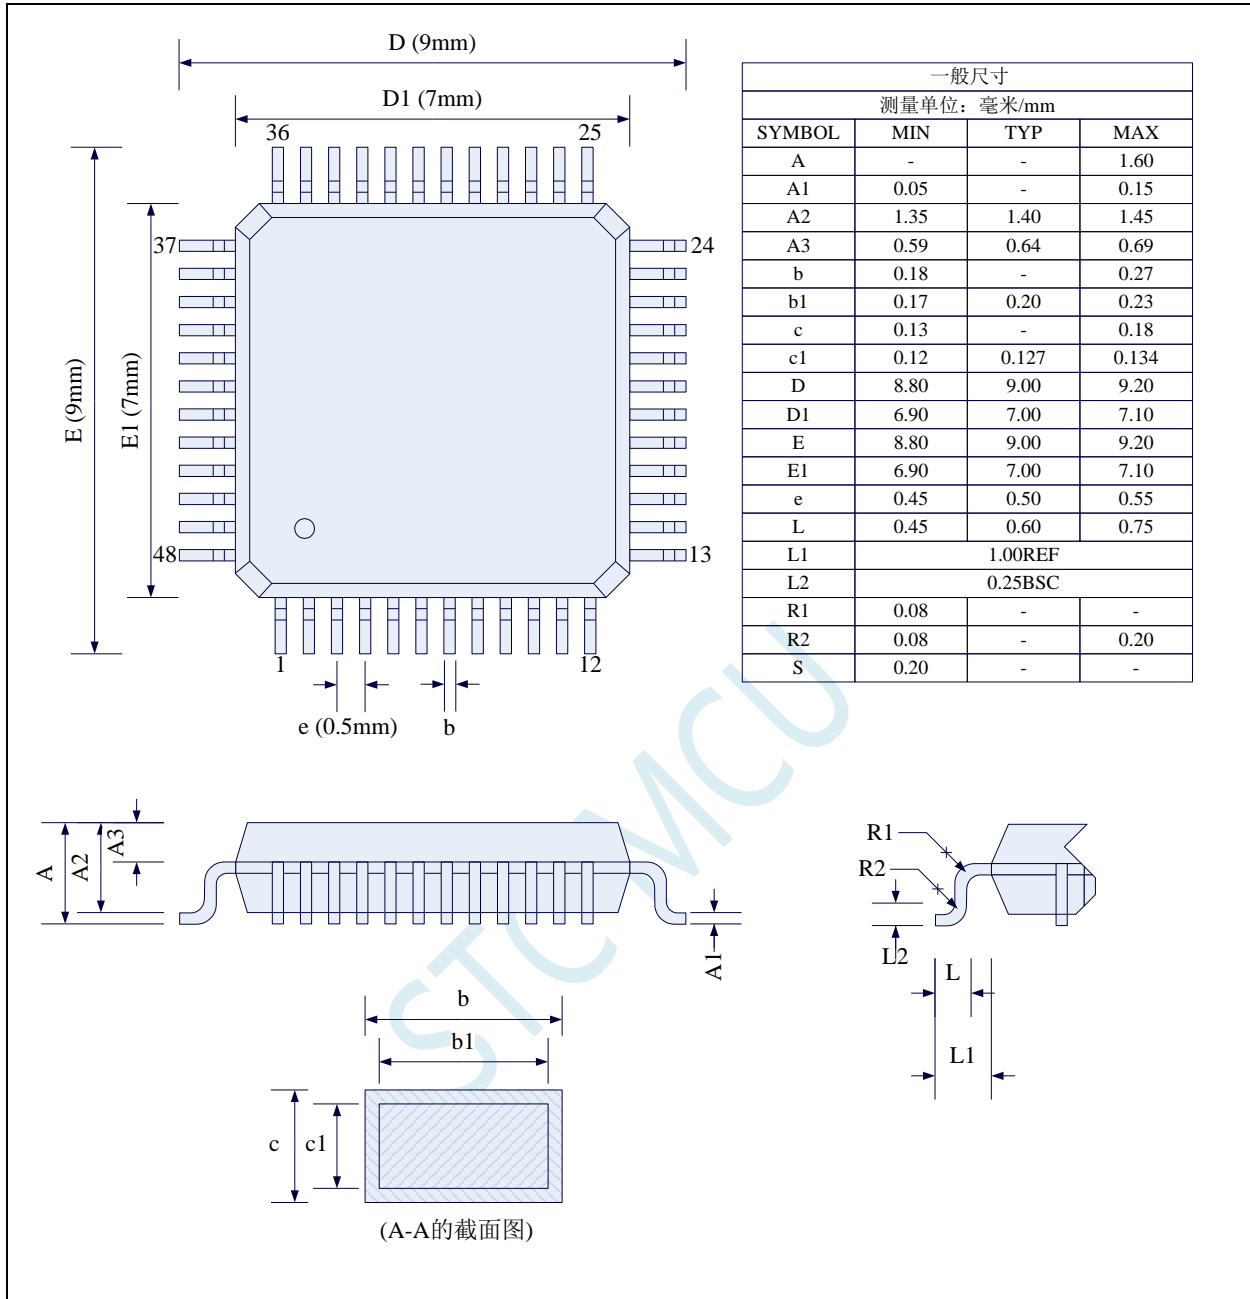 D (9mm)
D1 (7mm)
36 25
37 24
E (9mm)
E1 (7mm)
48 13
1 12
e (0.5mm) b
一般尺寸
测量单位：毫米/mm
SYMBOL MIN TYP MAX
A - - 1.60
A1 0.05 - 0.15
A2 1.35 1.40 1.45
A3 0.59 0.64 0.69
b 0.18 - 0.27
b1 0.17 0.20 0.23
c 0.13 - 0.18
c1 0.12 0.127 0.134
D 8.80 9.00 9.20
D1 6.90 7.00 7.10
E 8.80 9.00 9.20
E1 6.90 7.00 7.10
e 0.45 0.50 0.55
L 0.45 0.60 0.75
L1 1.00REF
L2 0.25BSC
R1 0.08 - -
R2 0.08 - 0.20
S 0.20 - -
A
A2
A3
A1
R1
R2
L2
L
L1
b
b1
c
c1
(A-A的截面图)
STC MCU